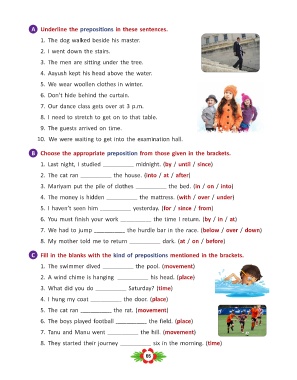 A Underline the prepositions in these sentences.
1. The dog walked beside his master.
2. I went down the stairs.
3. The men are sitting under the tree.
4. Aayush kept his head above the water.
5. We wear woollen clothes in winter.
6. Don't hide behind the curtain.
7. Our dance class gets over at 3 p.m.
8. I need to stretch to get on to that table.
9. The guests arrived on time.
10. We were waiting to get into the examination hall.
B Choose the appropriate preposition from those given in the brackets.
1. Last night, I studied __________ midnight. (by / until / since)
2. The cat ran __________ the house. (into / at / after)
3. Mariyam put the pile of clothes __________ the bed. (in / on / into)
4. The money is hidden __________ the mattress. (with / over / under)
5. I haven't seen him __________ yesterday. (for / since / from)
6. You must finish your work __________ the time I return. (by / in / at)
7. We had to jump __________ the hurdle bar in the race. (below / over / down)
8. My mother told me to return __________ dark. (at / on / before)
C Fill in the blanks with the kind of prepositions mentioned in the brackets.
1. The swimmer dived __________ the pool. (movement)
2. A wind chime is hanging __________ his head. (place)
3. What did you do __________ Saturday? (time)
4. I hung my coat __________ the door. (place)
5. The cat ran __________ the rat. (movement)
6. The boys played football __________ the field. (place)
7. Tanu and Manu went __________ the hill. (movement)
8. They started their journey __________ six in the morning. (time)
66